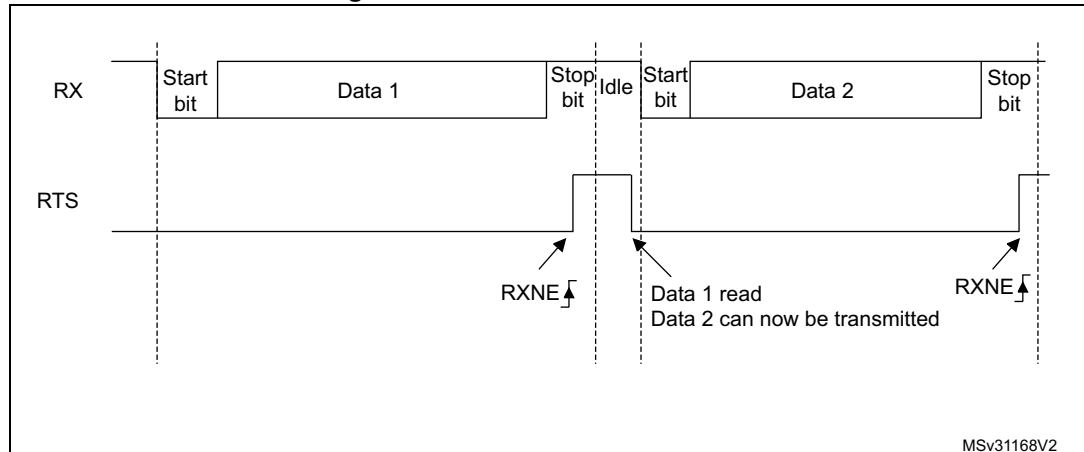 RX
Start
bit
Data 1
Stop
bit
Idle
Start
bit
Data 2
Stop
bit
RTS
RXNE
Data 1 read
Data 2 can now be transmitted
RXNE
MSv31168V2